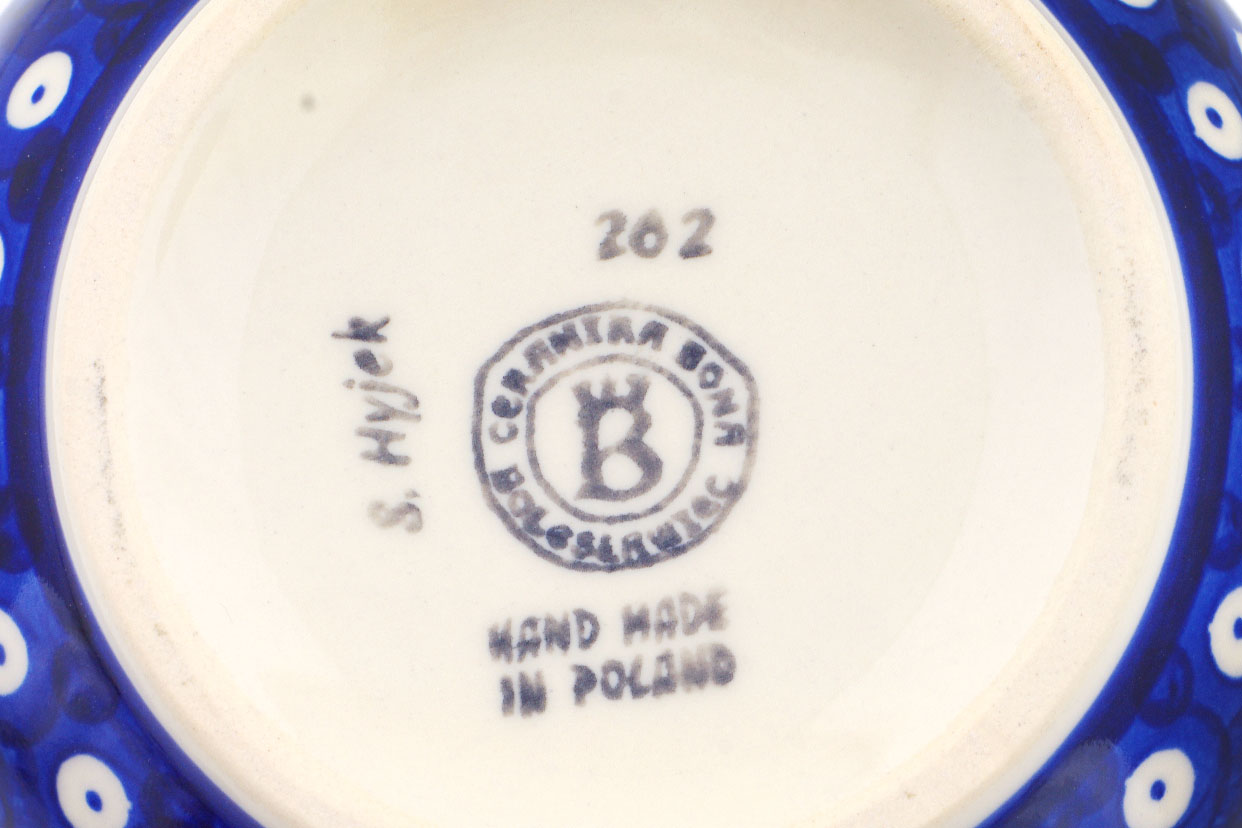 262
CERAMIKA BONA
BOLESŁAWIEC
B
S. Hyjek
HAND MADE
IN POLAND